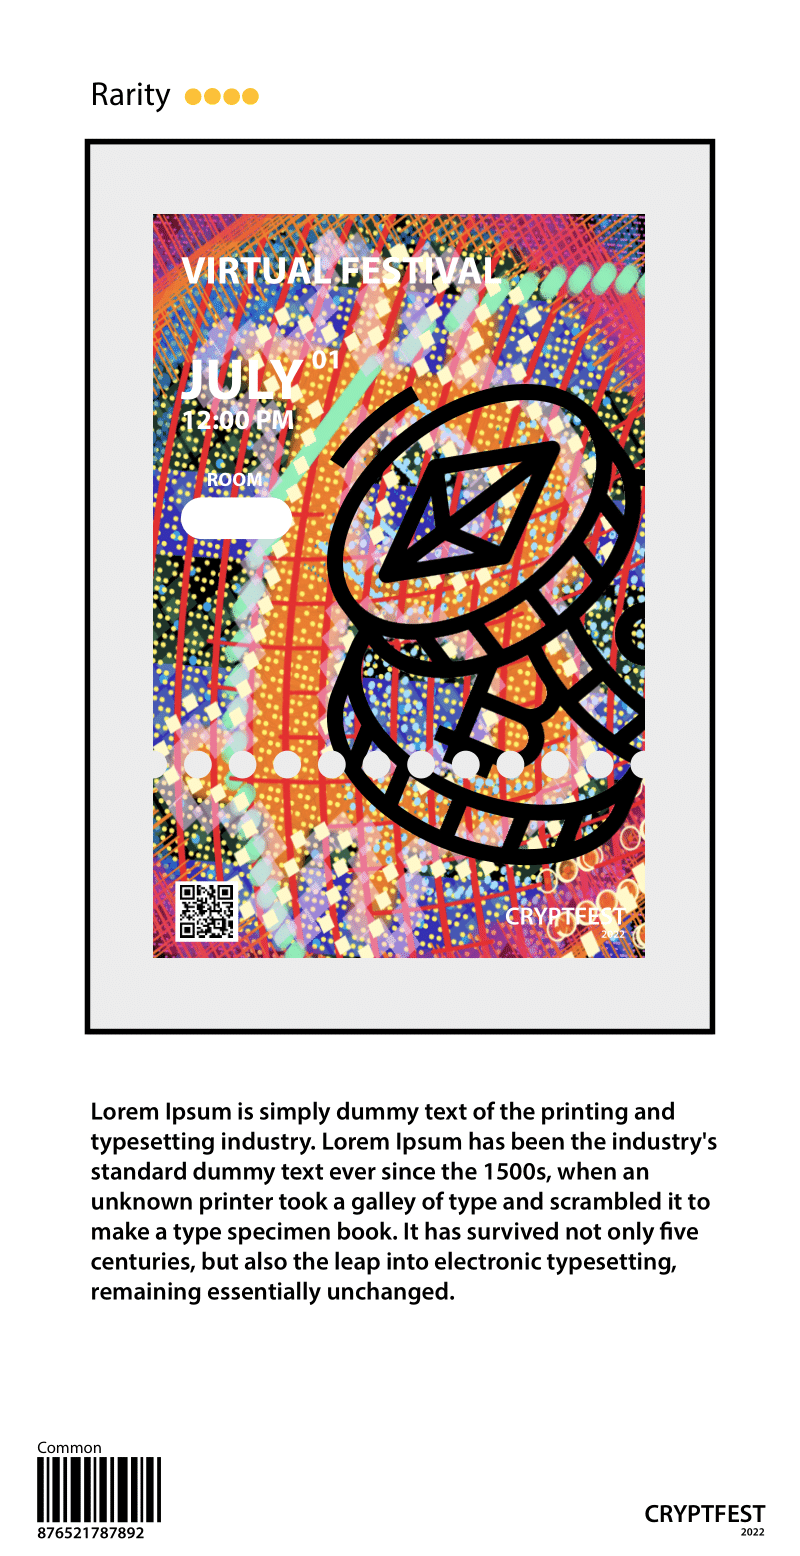 Rarity
VIRTUAL FESTIVAL
JULY 01
12:00 PM
ROOM
CRYPTFEST
2022
Lorem Ipsum is simply dummy text of the printing and
typesetting industry. Lorem Ipsum has been the industry's
standard dummy text ever since the 1500s, when an
unknown printer took a galley of type and scrambled it to
make a type specimen book. It has survived not only five
centuries, but also the leap into electronic typesetting,
remaining essentially unchanged.
Common
876521787892
CRYPTFEST
2022